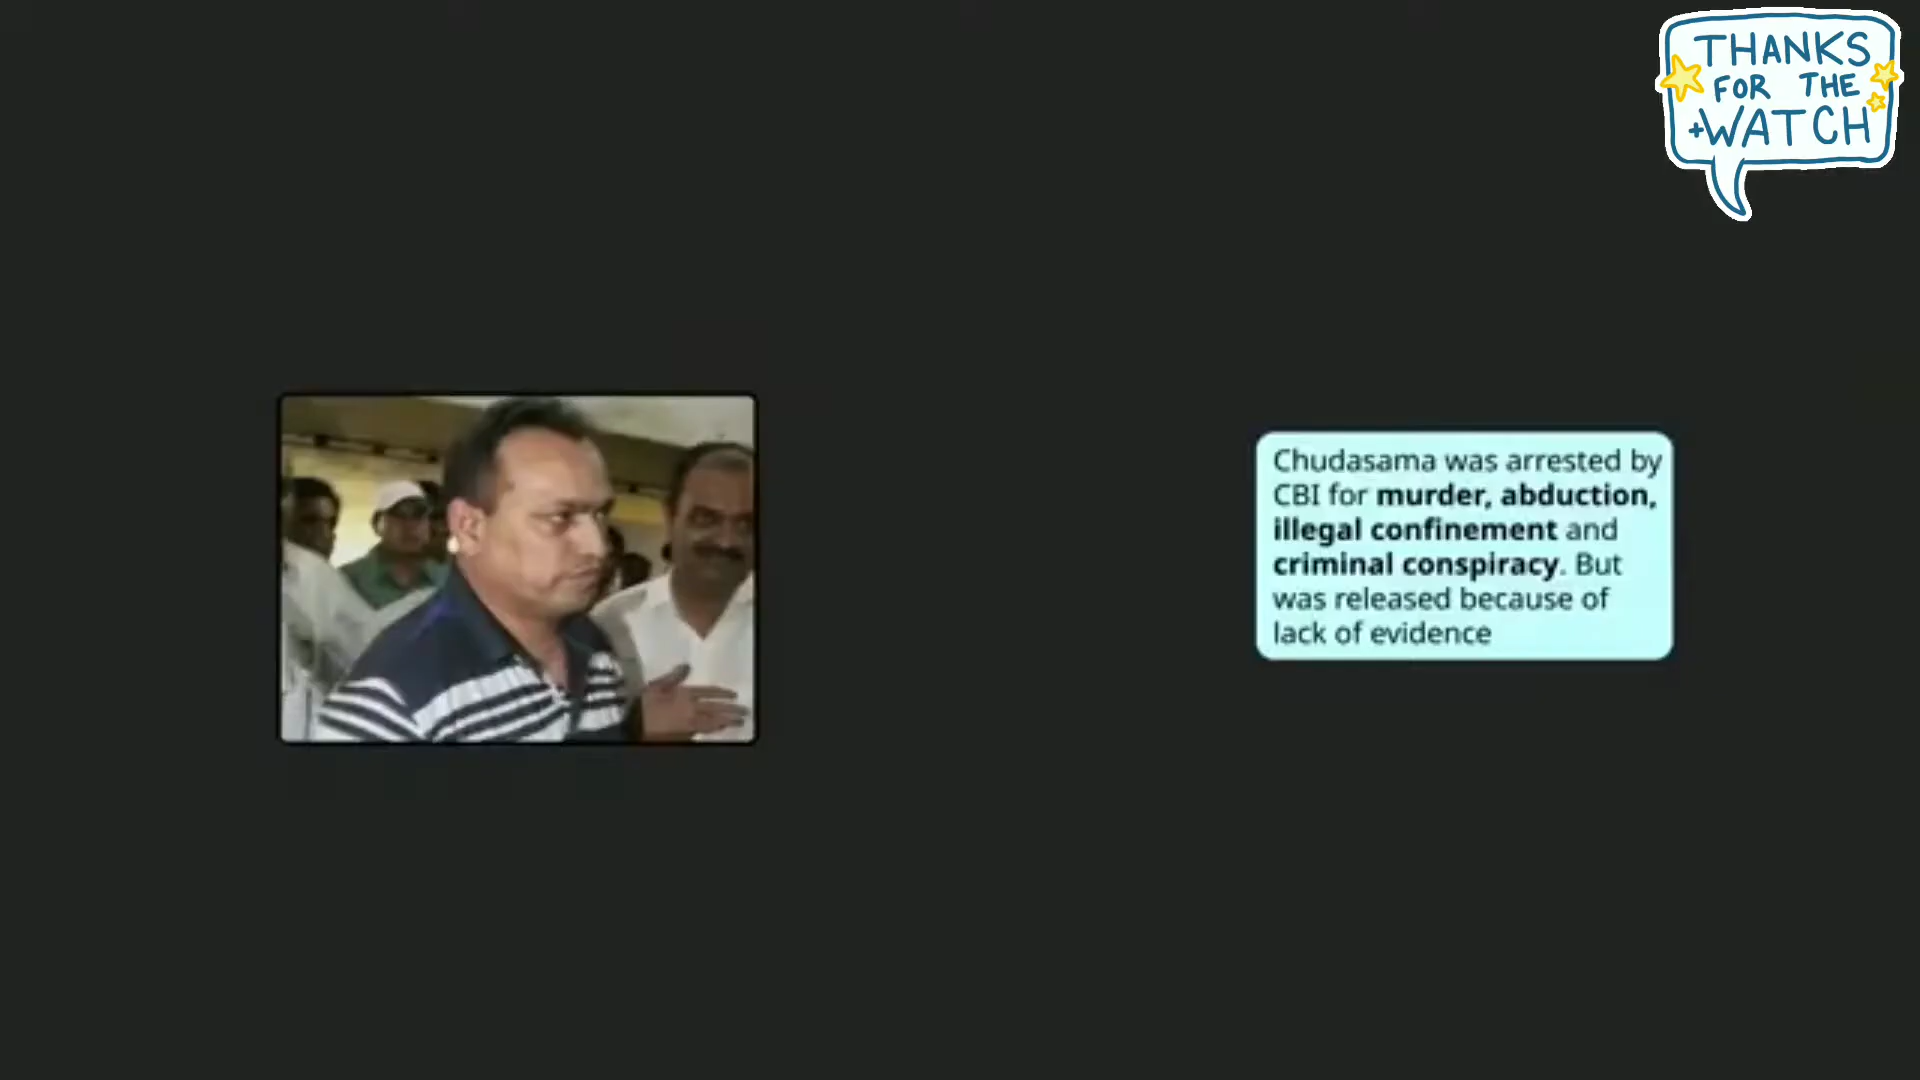 THANKS
FOR THE
WATCH
Chudasama was arrested by
CBI for murder, abduction,
illegal confinement and
criminal conspiracy. But
was released because of
lack of evidence